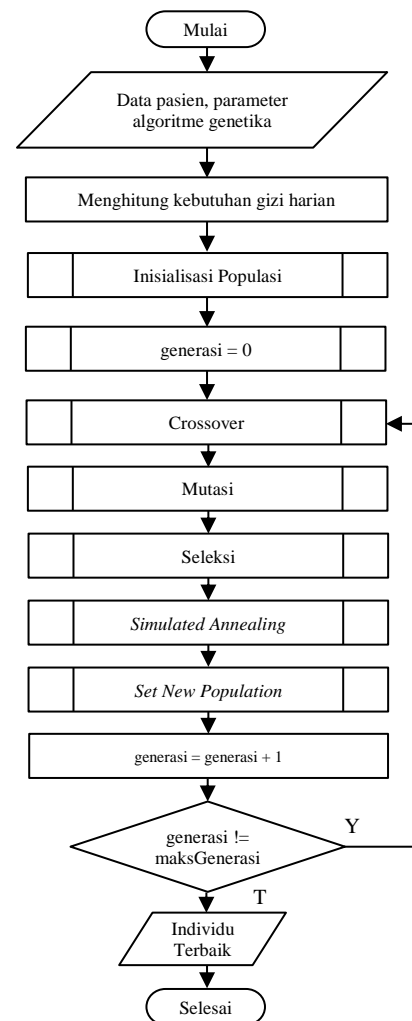 Mulai
Data pasien, parameter
algoritme genetika
Menghitung kebutuhan gizi harian
Inisialisasi Populasi
generasi = 0
Crossover
Mutasi
Seleksi
Simulated Annealing
Set New Population
generasi = generasi + 1
generasi !=
maksGenerasi
Y
T
Individu
Terbaik
Selesai